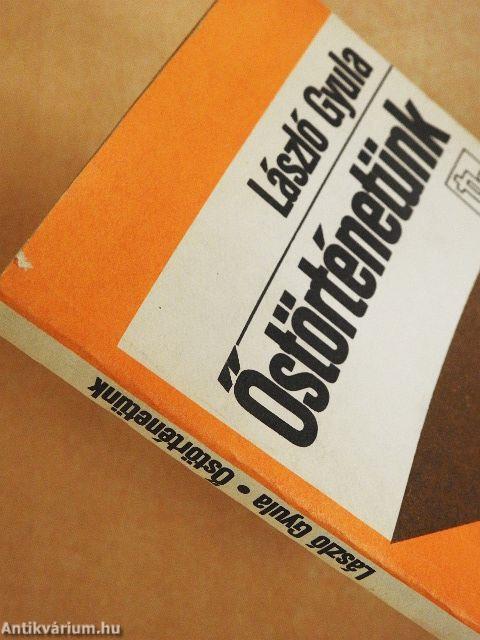 László Gyula
Őstörténetünk
László Gyula • Őstörténetünk
Antikvárium.hu